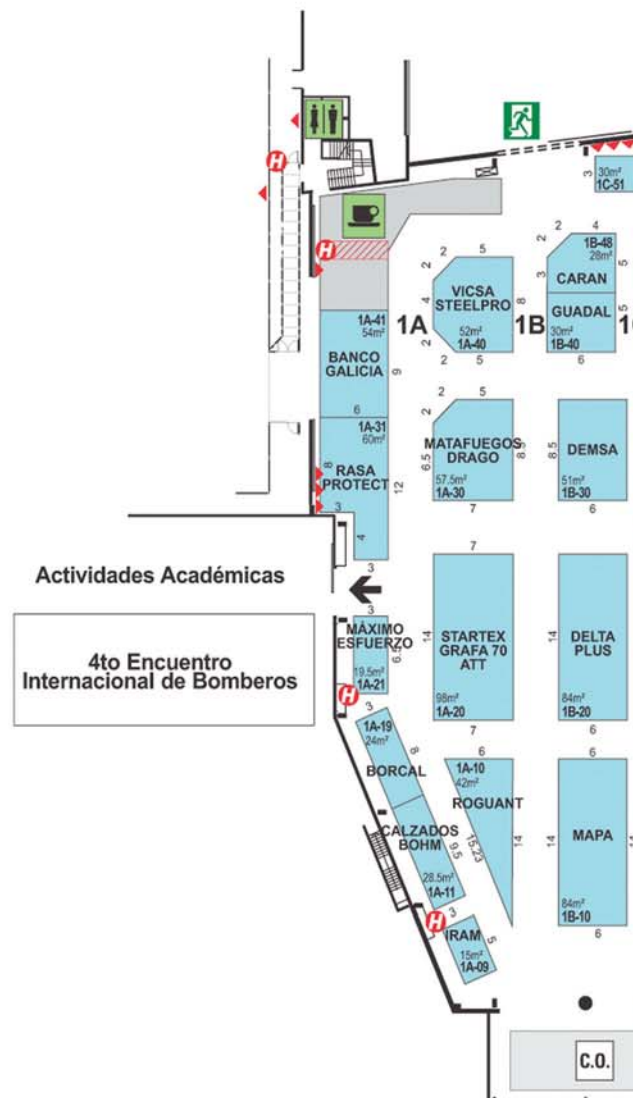 H
30m²
3
1C-51
H
2
5
2
4
1B-48
28m²
5
CARAN
3
2
2
4
VICSA
STEELPRO
8
52m²
1A-40
2
2
5
1A
1B
GUADAL
30m²
1B-40
5
6
1A-41
54m²
BANCO
GALICIA
9
6
1A-31
60m²
RASA
PROTECT
8
12
3
4
3
2
5
2
MATAFUEGOS
DRAGO
6.5
8.5
57.5m²
1A-30
7
DEMSA
8.5
51m²
1B-30
6
Actividades Académicas
4to Encuentro
Internacional de Bomberos
3
MÁXIMO
ESFUERZO
6.5
19.5m²
1A-21
H
7
STARTEX
GRAFA 70
ATT
14
98m²
1A-20
7
DELTA
PLUS
14
84m²
1B-20
6
3
1A-19
24m²
8
BORCAL
CALZADOS
BOHM
9.5
28.5m²
1A-11
3
H
6
1A-10
42m²
ROGUANT
15.23
14
6
MAPA
14
84m²
1B-10
6
IRAM
5
15m²
1A-09
C.O.